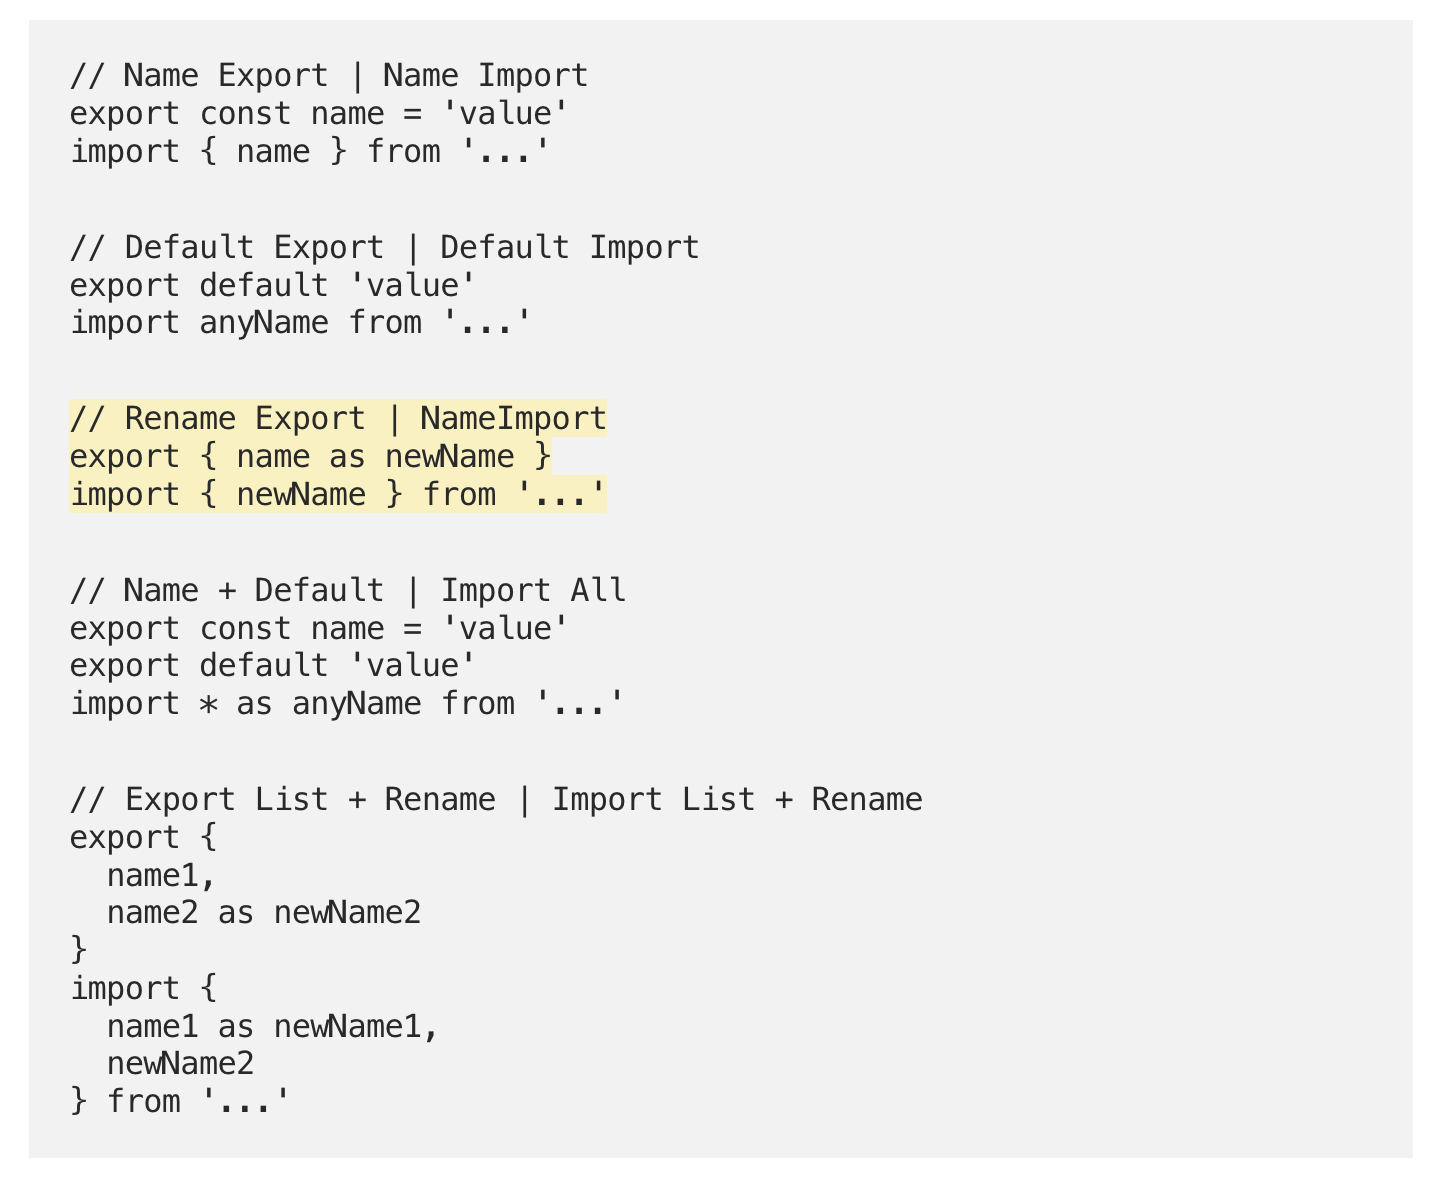 // Name Export | Name Import
export const name = 'value'
import { name } from '...'
// Default Export | Default Import
export default 'value'
import anyName from '...'
// Rename Export | NameImport
export { name as newName }
import { newName } from '...'
// Name + Default | Import All
export const name = 'value'
export default 'value'
import * as anyName from '...'
// Export List + Rename | Import List + Rename
export {
  name1,
  name2 as newName2
}
import {
  name1 as newName1,
  newName2
} from '...'